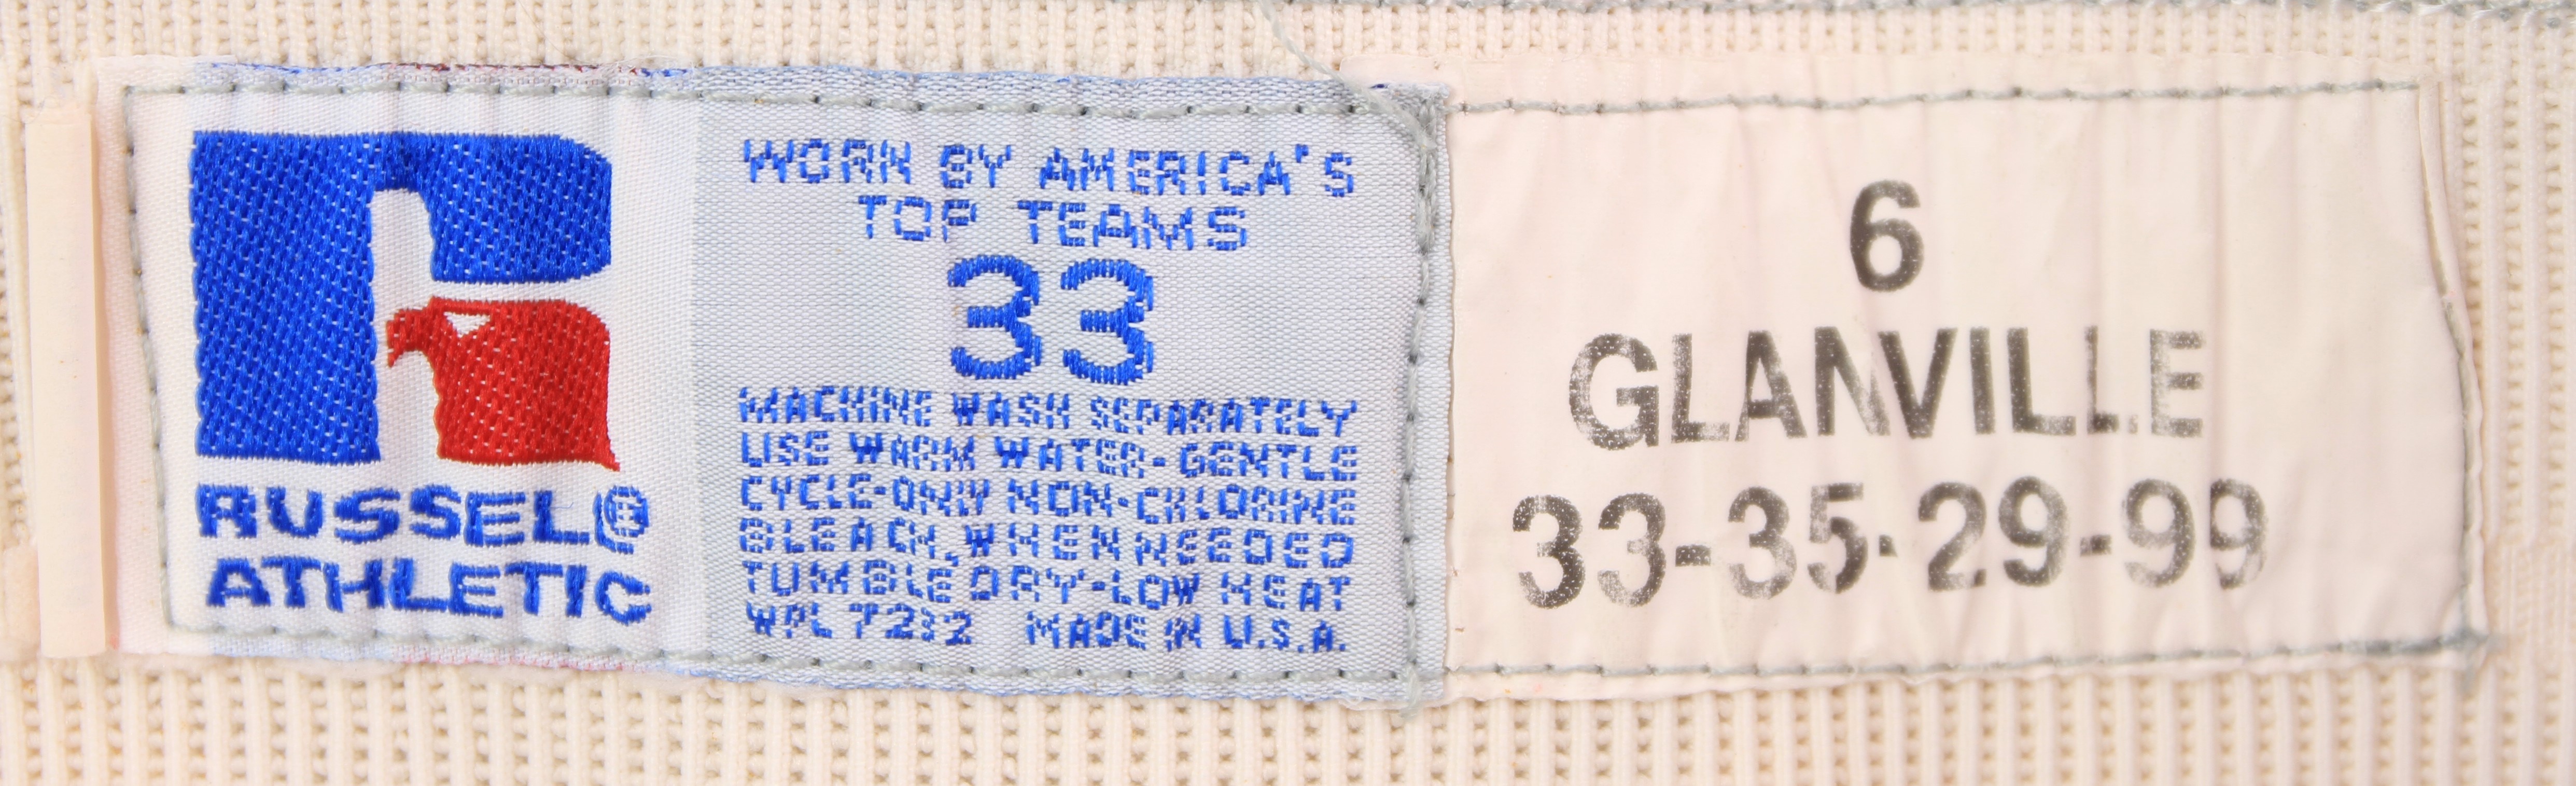 RUSSELL®
ATHLETIC
WORN BY AMERICA'S
TOP TEAMS
33
MACHINE WASH SEPARATELY
USE WARM WATER-GENTLE
CYCLE-ONLY NON-CHLORINE
BLEACH, WHEN NEEDED
TUMBLE DRY-LOW HEAT
WPL 7232 MADE IN U.S.A.
6
GLANVILLE
33-35-29-99